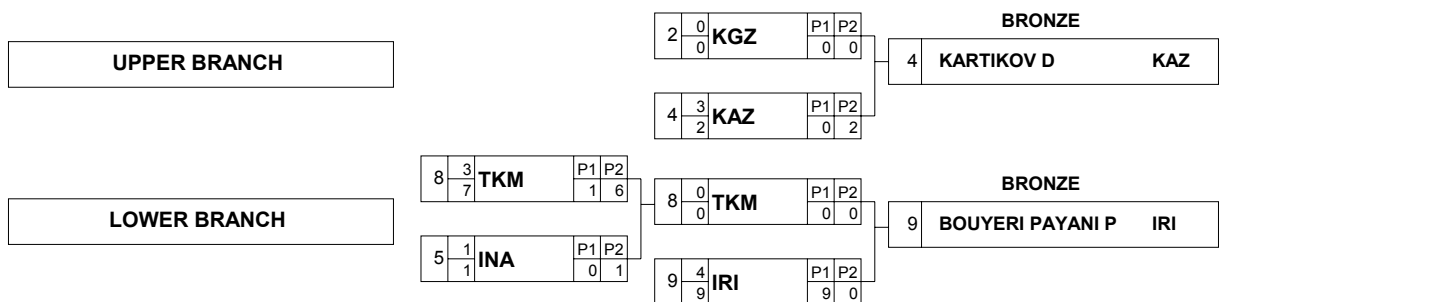 UPPER BRANCH
2 0 0 KGZ P1 P2 0 0
BRONZE
4 KARTIKOV D KAZ
4 3 2 KAZ P1 P2 0 2
LOWER BRANCH
8 3 7 TKM P1 P2 1 6
5 1 1 INA P1 P2 0 1
8 0 0 TKM P1 P2 0 0
BRONZE
9 BOUYERI PAYANI P IRI
9 4 9 IRI P1 P2 9 0